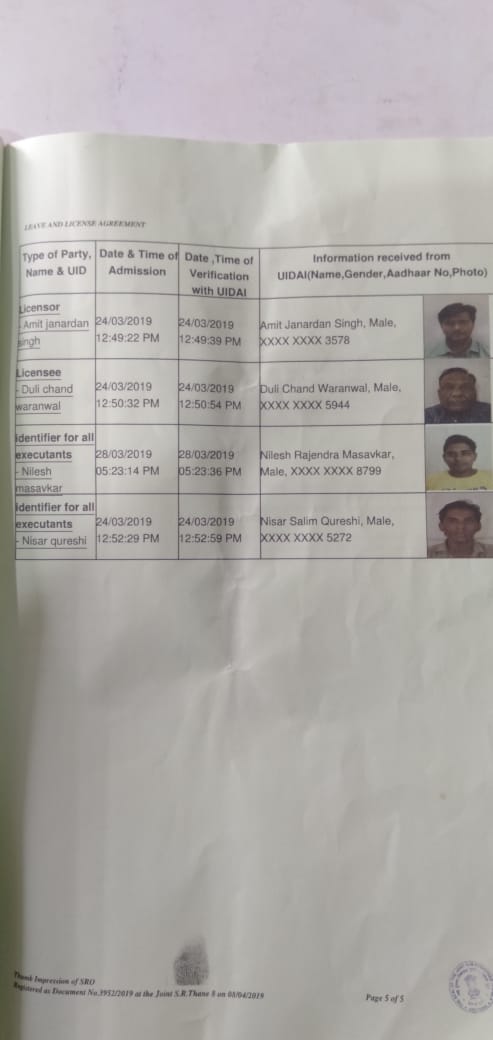 LEAVE AND LICENSE AGREEMENT
Type of Party, Name & UID
Date & Time of Admission
Date ,Time of Verification with UIDAI
Information received from UIDAI(Name,Gender,Aadhaar No,Photo)
Licensor
- Amit janardan
singh
24/03/2019
12:49:22 PM
24/03/2019
12:49:39 PM
Amit Janardan Singh, Male,
XXXX XXXX 3578
Licensee
- Duli chand
waranwal
24/03/2019
12:50:32 PM
24/03/2019
12:50:54 PM
Duli Chand Waranwal, Male,
XXXX XXXX 5944
identifier for all
executants
- Nilesh
masavkar
28/03/2019
05:23:14 PM
28/03/2019
05:23:36 PM
Nilesh Rajendra Masavkar,
Male, XXXX XXXX 8799
identifier for all
executants
- Nisar qureshi
24/03/2019
12:52:29 PM
24/03/2019
12:52:59 PM
Nisar Salim Qureshi, Male,
XXXX XXXX 5272
Thumb Impression of SRO
Registered as Document No.3952/2019 at the Joint S.R.Thane 8 on 08/04/2019
Page 5 of 5